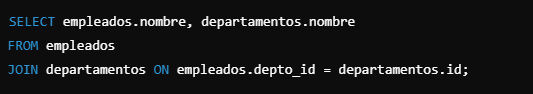 SELECT empleados.nombre, departamentos.nombre
FROM empleados
JOIN departamentos ON empleados.depto_id = departamentos.id;